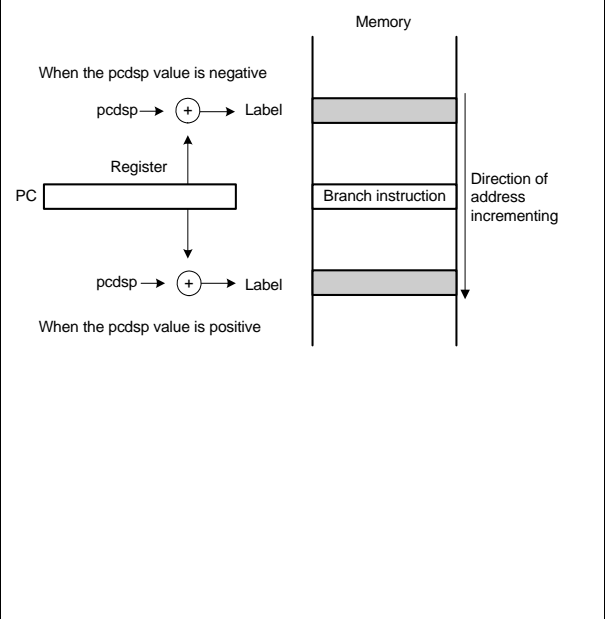 Memory
When the pcdsp value is negative
pcdsp + Label
Register
PC
Branch instruction
Direction of
address
incrementing
pcdsp + Label
When the pcdsp value is positive